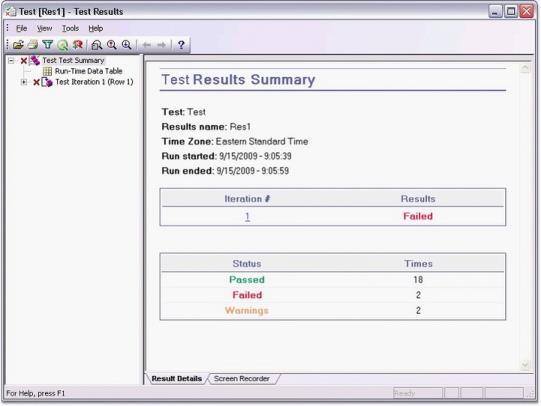 Test [Res1] - Test Results
File View Tools Help
Test Test Summary
Run-Time Data Table
Test Iteration 1 (Row 1)
Test Results Summary
Test: Test
Results name: Res1
Time Zone: Eastern Standard Time
Run started: 9/15/2009 - 9:05:39
Run ended: 9/15/2009 - 9:05:59
Iteration # Results
1 Failed
Status Times
Passed 18
Failed 2
Warnings 2
Result Details Screen Recorder
For Help, press F1 Ready